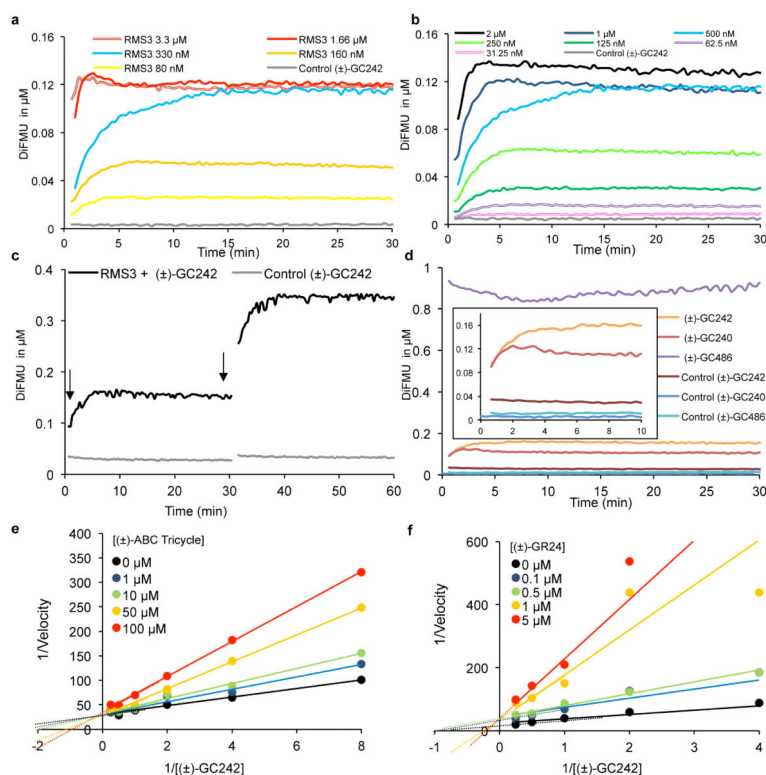 a
RMS3 3.3 µM
RMS3 1.66 µM
RMS3 330 nM
RMS3 160 nM
RMS3 80 nM
Control (±)-GC242
0.16
0.12
0.08
0.04
0
DiFMU in µM
0 5 10 15 20 25 30
Time (min)
b
2 µM
1 µM
500 nM
250 nM
125 nM
62.5 nM
31.25 nM
Control (±)-GC242
0.16
0.12
0.08
0.04
0.00
DiFMU in µM
0 5 10 15 20 25 30
Time (min)
c
RMS3 + (±)-GC242
Control (±)-GC242
0.4
0.3
0.2
0.1
0
DiFMU in µM
0 10 20 30 40 50 60
Time (min)
d
1
0.8
0.6
0.4
0.2
0
DiFMU in µM
0.16
0.12
0.08
0.04
0
0 2 4 6 8 10
(±)-GC242
(±)-GC240
(±)-GC486
Control (±)-GC242
Control (±)-GC240
Control (±)-GC486
0 5 10 15 20 25 30
Time (min)
e
[(±)-ABC Tricycle]
0 µM
1 µM
10 µM
50 µM
100 µM
400
350
300
250
200
150
100
50
0
1/Velocity
-2 -1 0 1 2 3 4 5 6 7 8
1/[(±)-GC242]
f
[(±)-GR24]
0 µM
0.1 µM
0.5 µM
1 µM
5 µM
600
400
200
0
1/Velocity
-1 0 1 2 3 4
1/[(±)-GC242]